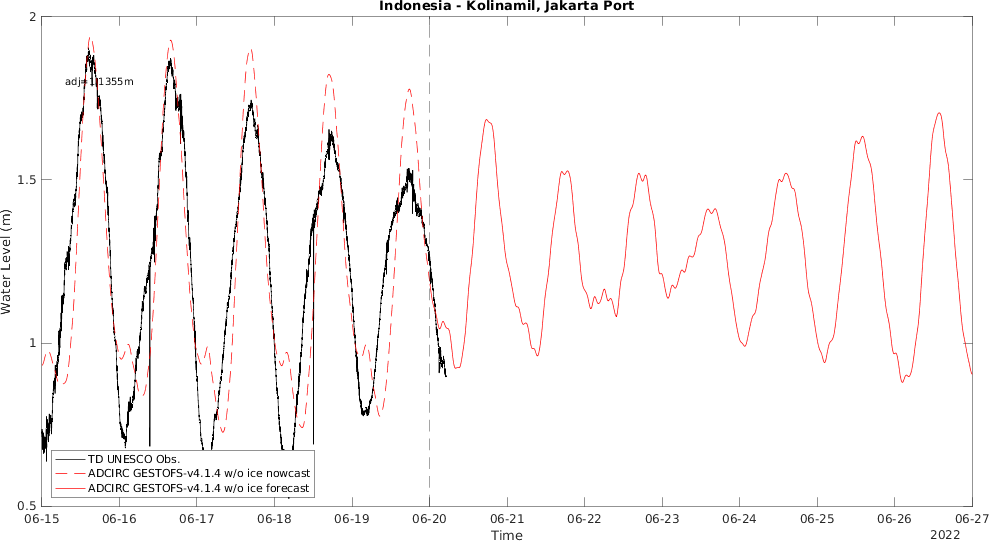 Indonesia - Kolinamil, Jakarta Port
2
adj=1.1355m
1.5
Water Level (m)
1
TD UNESCO Obs.
ADCIRC GESTOFS-v4.1.4 w/o ice nowcast
ADCIRC GESTOFS-v4.1.4 w/o ice forecast
0.5
06-15 06-16 06-17 06-18 06-19 06-20 06-21 06-22 06-23 06-24 06-25 06-26 06-27
Time
2022